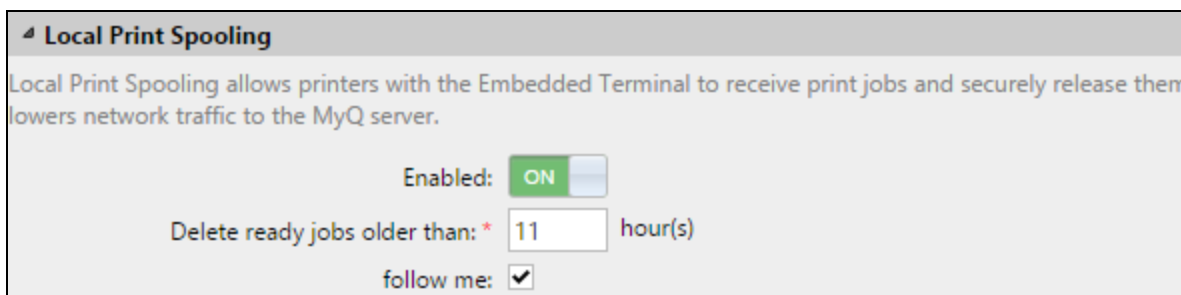 Local Print Spooling
Local Print Spooling allows printers with the Embedded Terminal to receive print jobs and securely release them
lowers network traffic to the MyQ server.
Enabled: ON
Delete ready jobs older than: * 11 hour(s)
follow me: